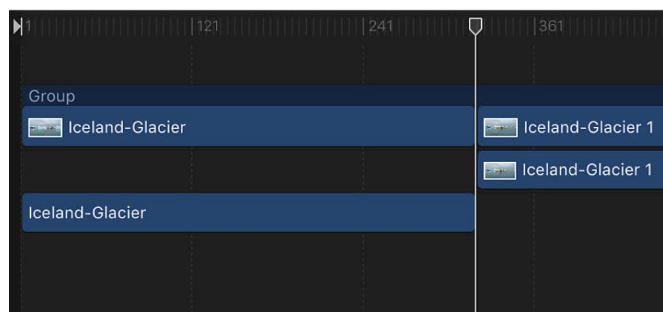 1 121 241 361
Group
Iceland-Glacier Iceland-Glacier 1
Iceland-Glacier 1
Iceland-Glacier